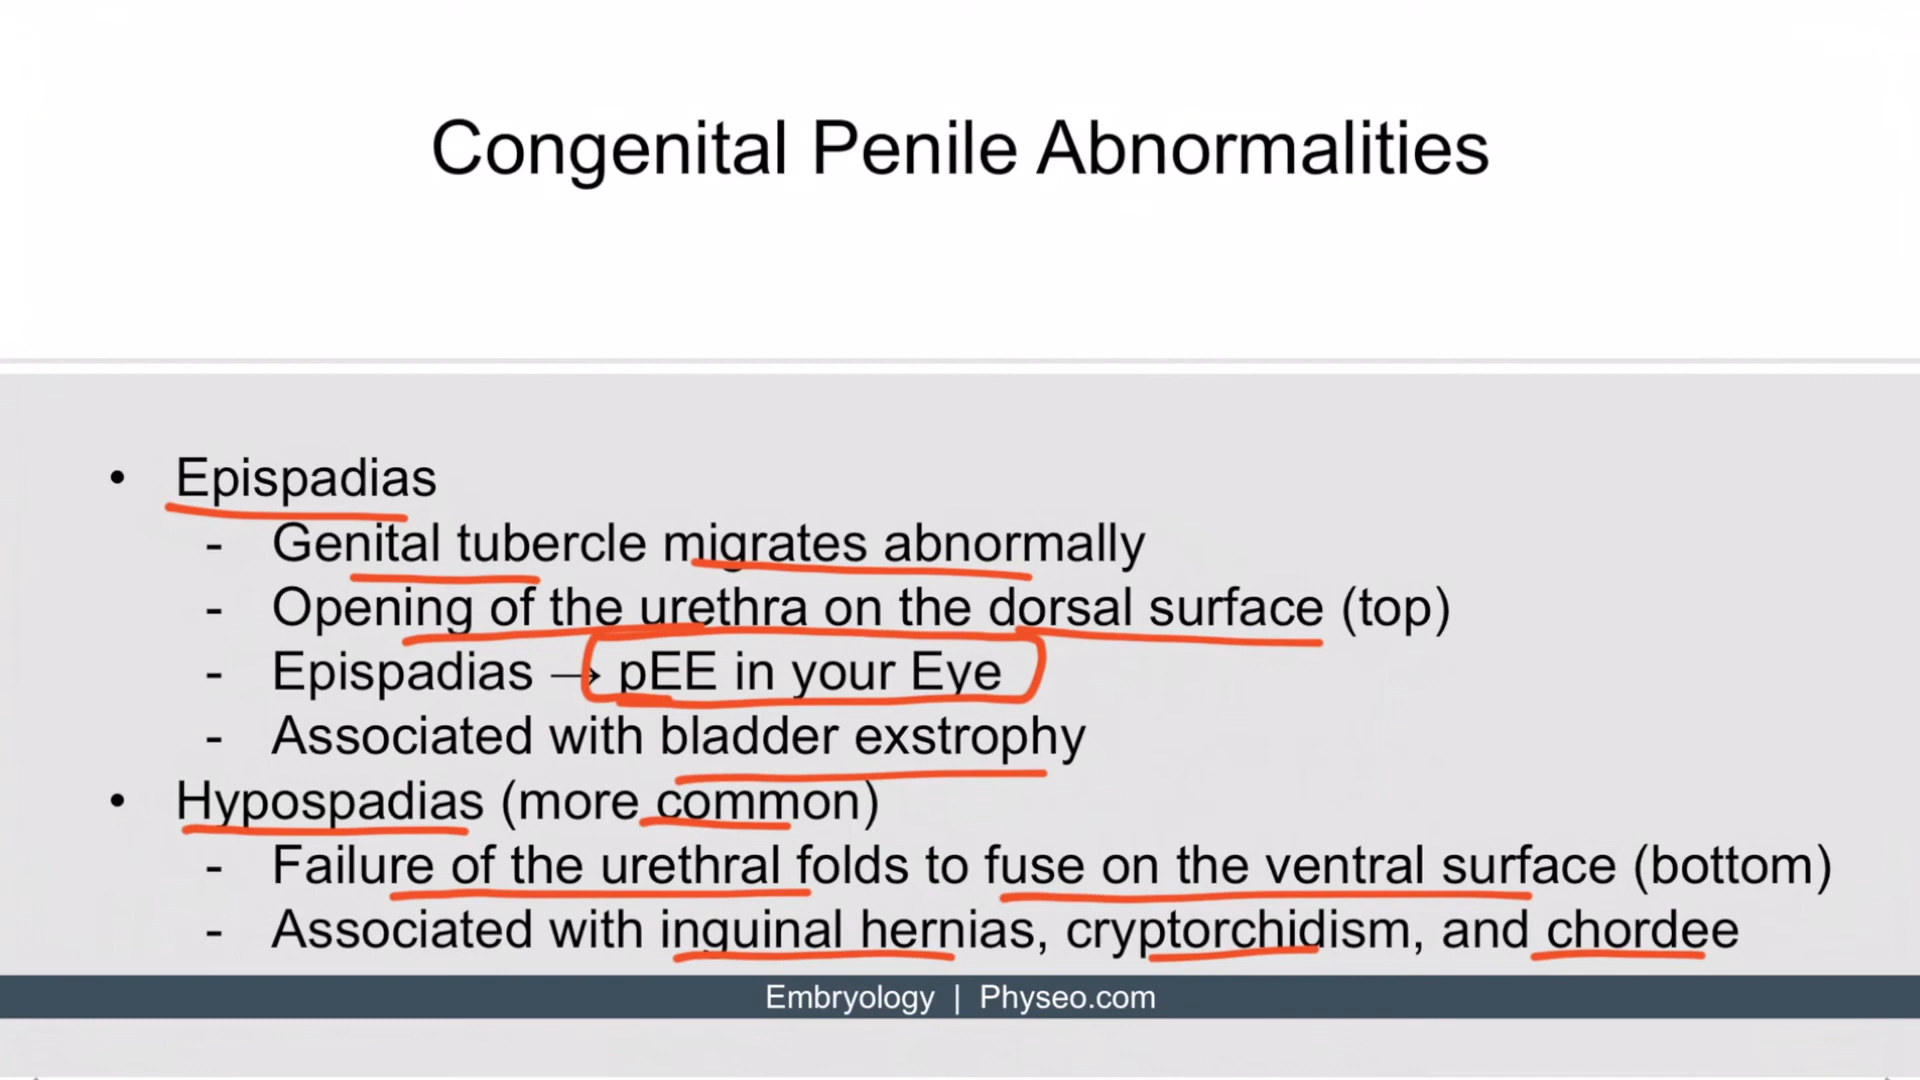 Congenital Penile Abnormalities
• Epispadias
- Genital tubercle migrates abnormally
- Opening of the urethra on the dorsal surface (top)
- Epispadias → pEE in your Eye
- Associated with bladder exstrophy
• Hypospadias (more common)
- Failure of the urethral folds to fuse on the ventral surface (bottom)
- Associated with inguinal hernias, cryptorchidism, and chordee
Embryology | Physeo.com